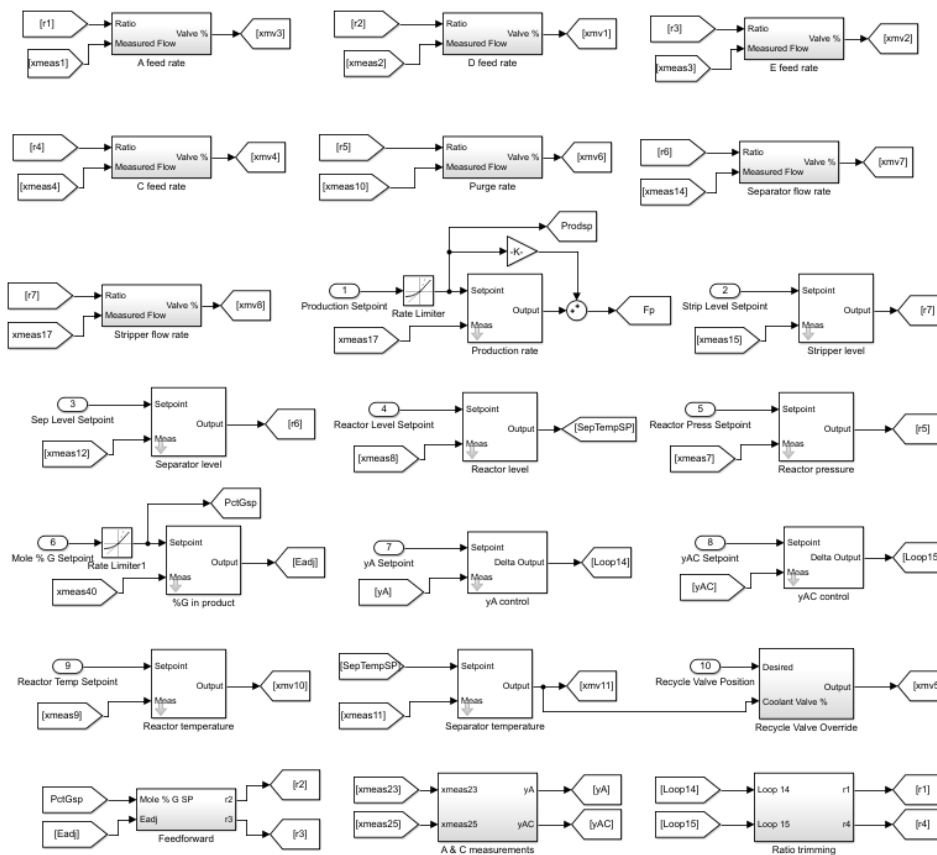 [r1]
Ratio
Valve %
[xmv3]
[xmeas1]
Measured Flow
A feed rate
[r2]
Ratio
Valve %
[xmv1]
[xmeas2]
Measured Flow
D feed rate
[r3]
Ratio
Valve %
[xmv2]
[xmeas3]
Measured Flow
E feed rate
[r4]
Ratio
Valve %
[xmv4]
[xmeas4]
Measured Flow
C feed rate
[r5]
Ratio
Valve %
[xmv6]
[xmeas10]
Measured Flow
Purge rate
[r6]
Ratio
Valve %
[xmv7]
[xmeas14]
Measured Flow
Separator flow rate
[r7]
Ratio
Valve %
[xmv8]
xmeas17
Measured Flow
Stripper flow rate
Prodsp
-K-
1
Production Setpoint
Rate Limiter
Setpoint
Output
xmeas17
Meas
Production rate
Fp
2
Strip Level Setpoint
Setpoint
Output
[r7]
[xmeas15]
Meas
Stripper level
3
Sep Level Setpoint
Setpoint
Output
[r6]
[xmeas12]
Meas
Separator level
4
Reactor Level Setpoint
Setpoint
Output
[SepTempSP]
[xmeas8]
Meas
Reactor level
5
Reactor Press Setpoint
Setpoint
Output
[r5]
[xmeas7]
Meas
Reactor pressure
PctGsp
6
Mole % G Setpoint
Rate Limiter1
Setpoint
Output
[Eadj]
xmeas40
Meas
%G in product
7
yA Setpoint
Setpoint
Delta Output
[Loop14]
[yA]
Meas
yA control
8
yAC Setpoint
Setpoint
Delta Output
[Loop15
[yAC]
Meas
yAC control
9
Reactor Temp Setpoint
Setpoint
Output
[xmv10]
[xmeas9]
Meas
Reactor temperature
[SepTempSP]
Setpoint
Output
[xmv11]
[xmeas11]
Meas
Separator temperature
10
Recycle Valve Position
Desired
Output
[xmv5
Coolant Valve %
Recycle Valve Override
PctGsp
Mole % G SP
r2
[r2]
[Eadj]
Eadj
r3
[r3]
Feedforward
[xmeas23]
xmeas23
yA
[yA]
[xmeas25]
xmeas25
yAC
[yAC]
A & C measurements
[Loop14]
Loop 14
r1
[r1]
[Loop15]
Loop 15
r4
[r4]
Ratio trimming